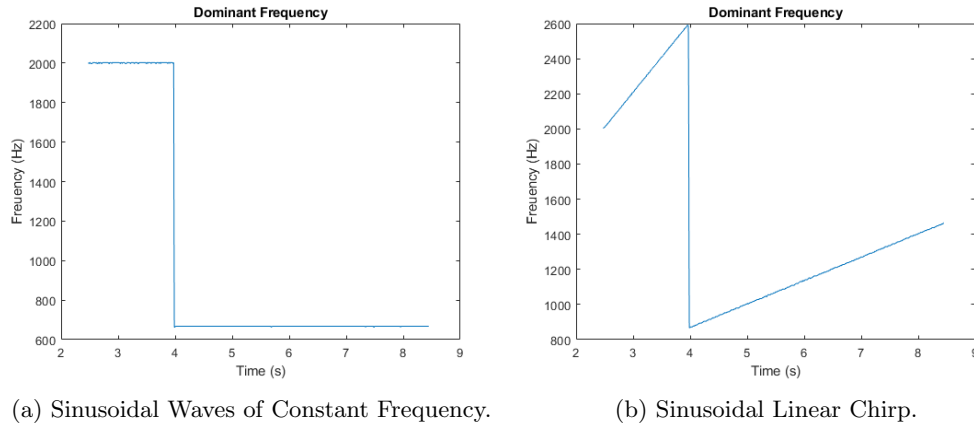 Dominant Frequency
2200
2000
1800
1600
1400
1200
1000
800
600
Freuency (Hz)
2 3 4 5 6 7 8 9
Time (s)
(a) Sinusoidal Waves of Constant Frequency.
Dominant Frequency
2600
2400
2200
2000
1800
1600
1400
1200
1000
800
Freuency (Hz)
2 3 4 5 6 7 8 9
Time (s)
(b) Sinusoidal Linear Chirp.